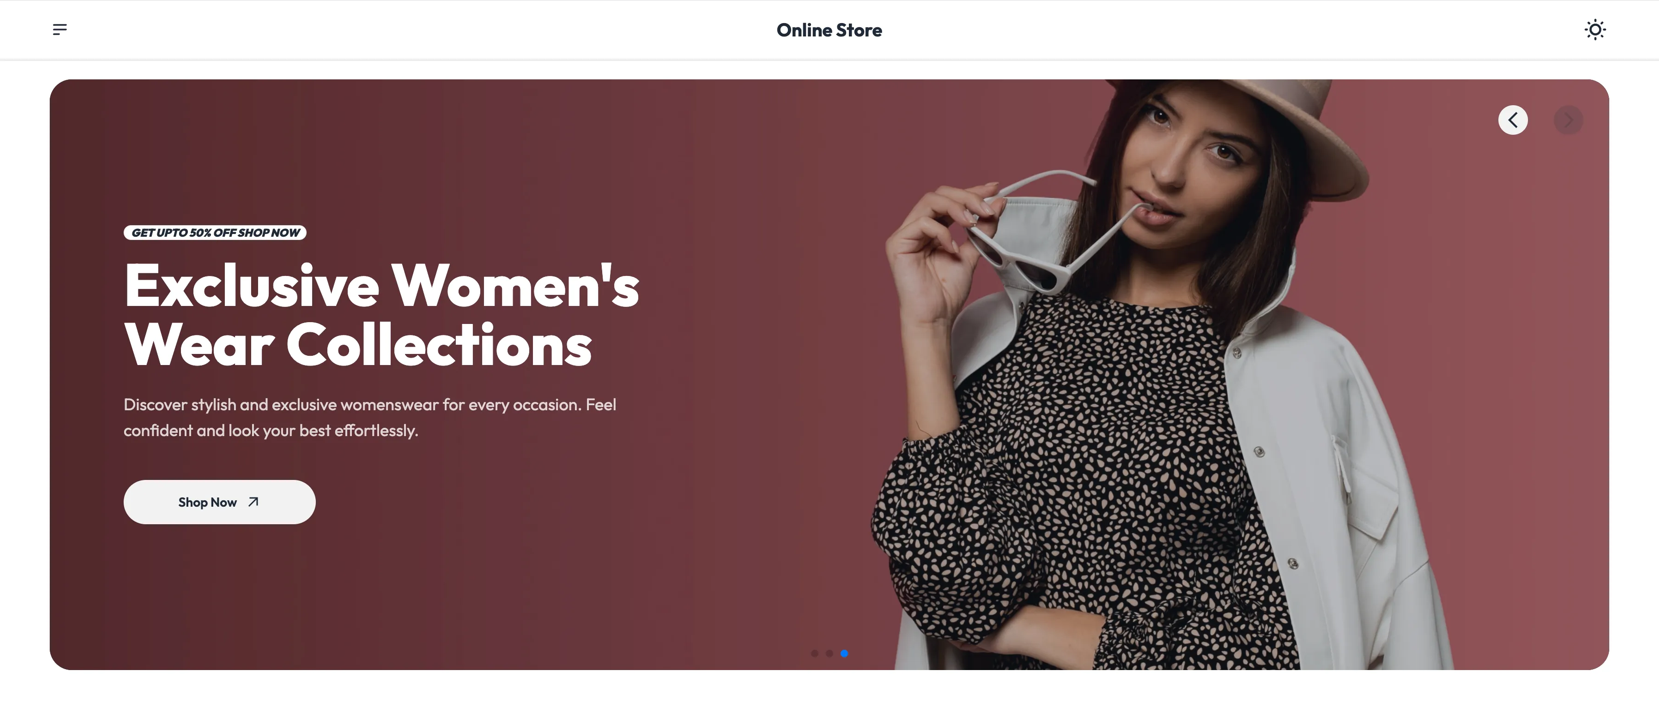 Online Store
GET UPTO 50% OFF SHOP NOW
Exclusive Women's
Wear Collections
Discover stylish and exclusive womenswear for every occasion. Feel
confident and look your best effortlessly.
Shop Now